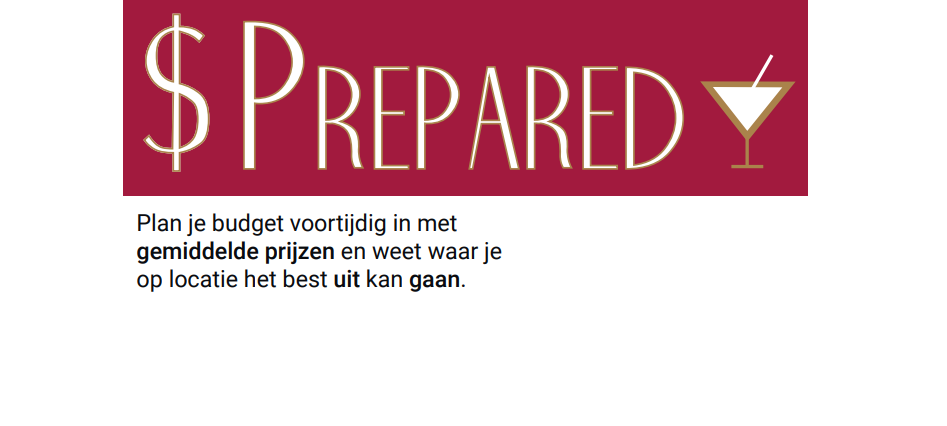 $ PREPARED
Plan je budget voortijdig in met
gemiddelde prijzen en weet waar je
op locatie het best uit kan gaan.